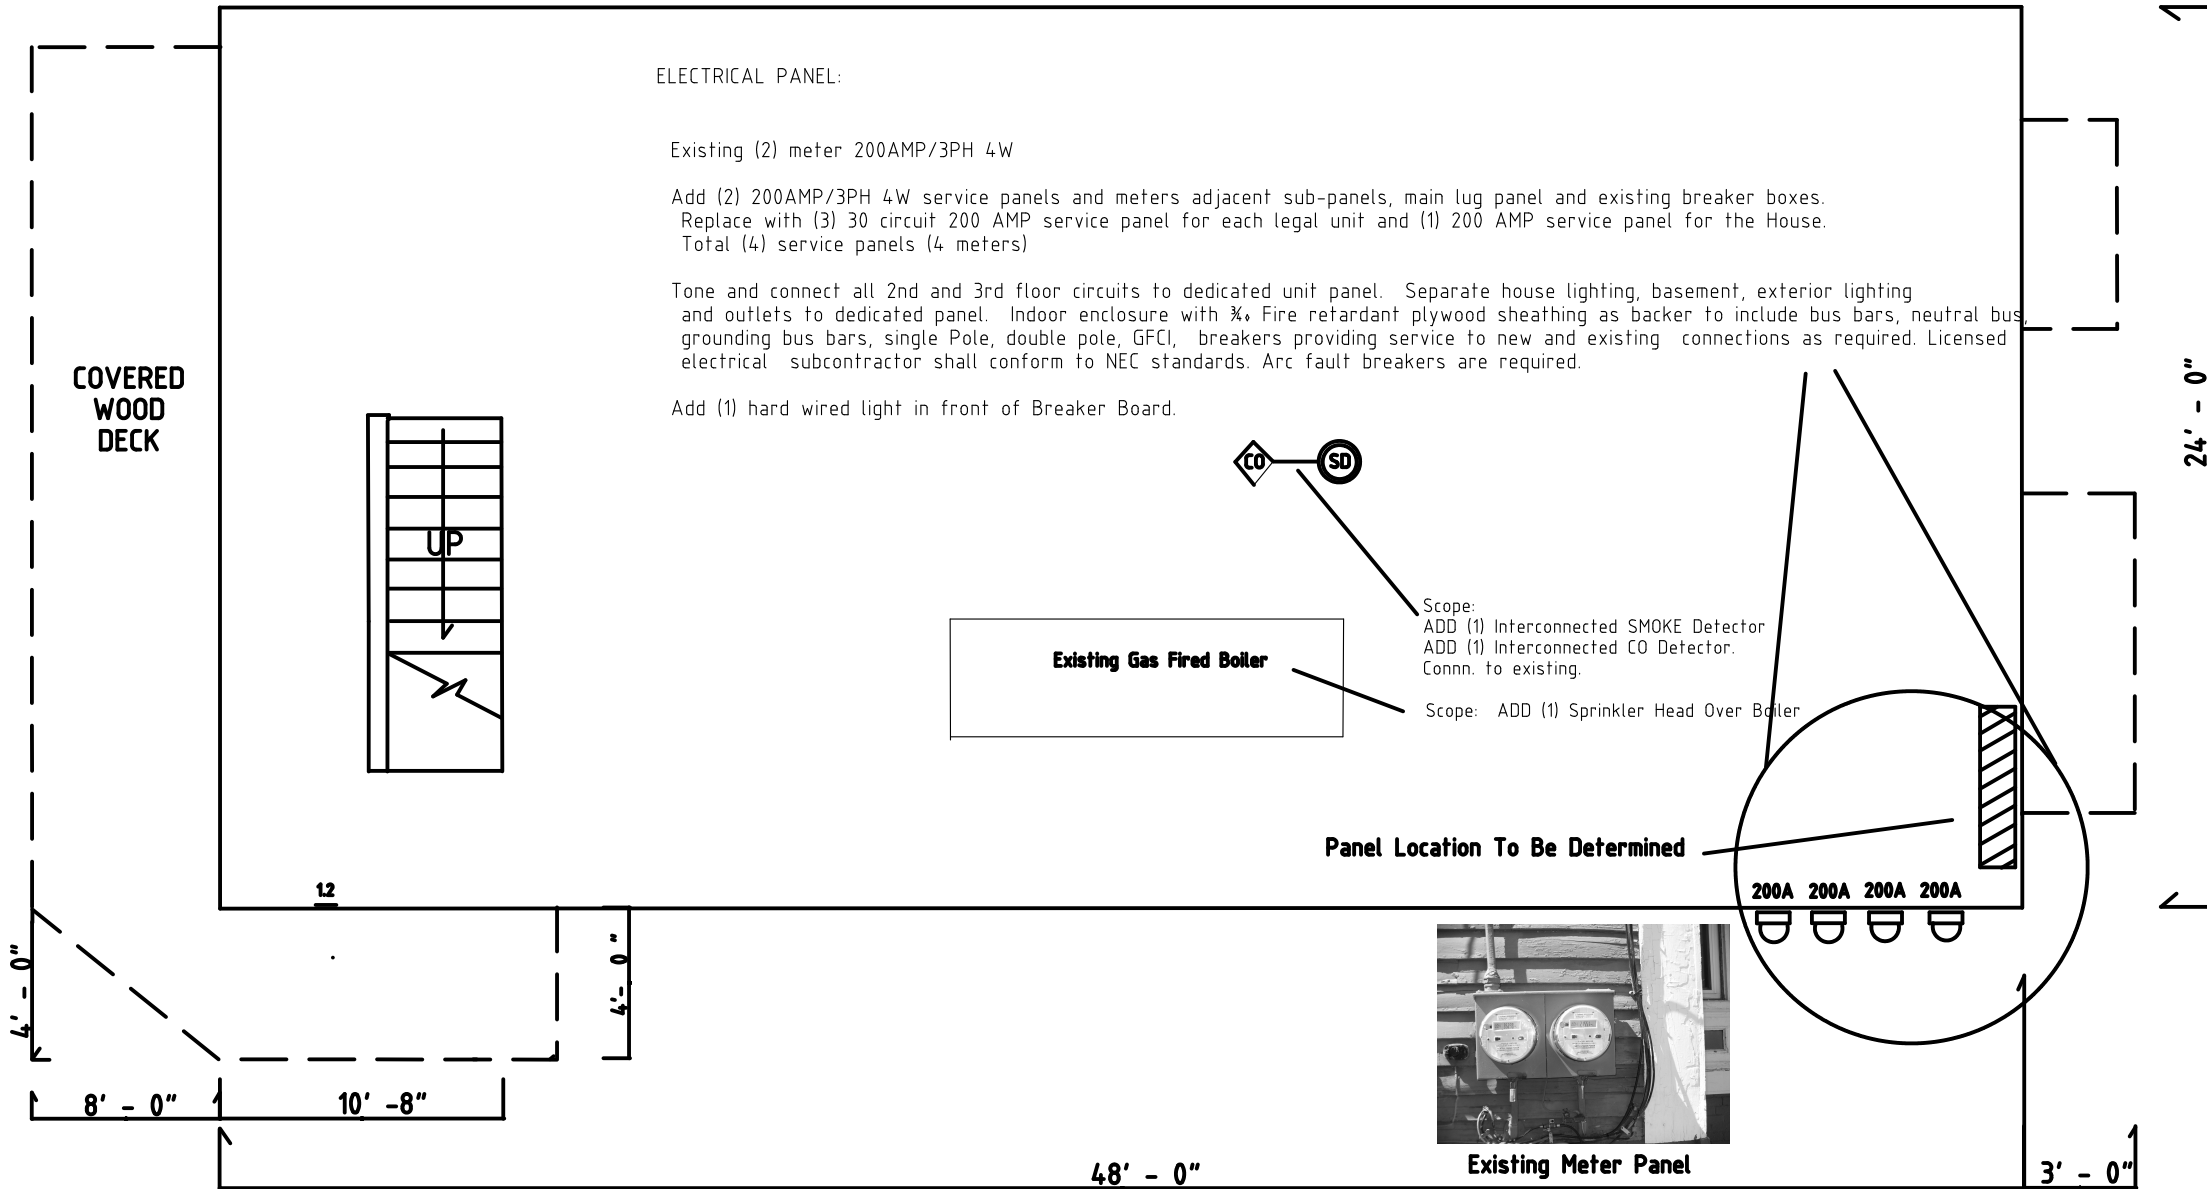 ELECTRICAL PANEL:
Existing (2) meter 200AMP/3PH 4W
Add (2) 200AMP/3PH 4W service panels and meters adjacent sub-panels, main lug panel and existing breaker boxes.
Replace with (3) 30 circuit 200 AMP service panel for each legal unit and (1) 200 AMP service panel for the House.
Total (4) service panels (4 meters)
Tone and connect all 2nd and 3rd floor circuits to dedicated unit panel. Separate house lighting, basement, exterior lighting
and outlets to dedicated panel. Indoor enclosure with Fire retardant plywood sheathing as backer to include bus bars, neutral bus,
grounding bus bars, single Pole, double pole, GFCI, breakers providing service to new and existing connections as required. Licensed
electrical subcontractor shall conform to NEC standards. Arc fault breakers are required.
Add (1) hard wired light in front of Breaker Board.
COVERED
WOOD
DECK
24' - 0"
CO
SD
UP
Scope:
ADD (1) Interconnected SMOKE Detector
ADD (1) Interconnected CO Detector.
Connn. to existing.
Existing Gas Fired Boiler
Scope: ADD (1) Sprinkler Head Over Boiler
Panel Location To Be Determined
1.2
200A 200A 200A 200A
4' - 0"
4'- 0"
8' - 0"
10' -8"
Existing Meter Panel
48' - 0"
3' - 0"